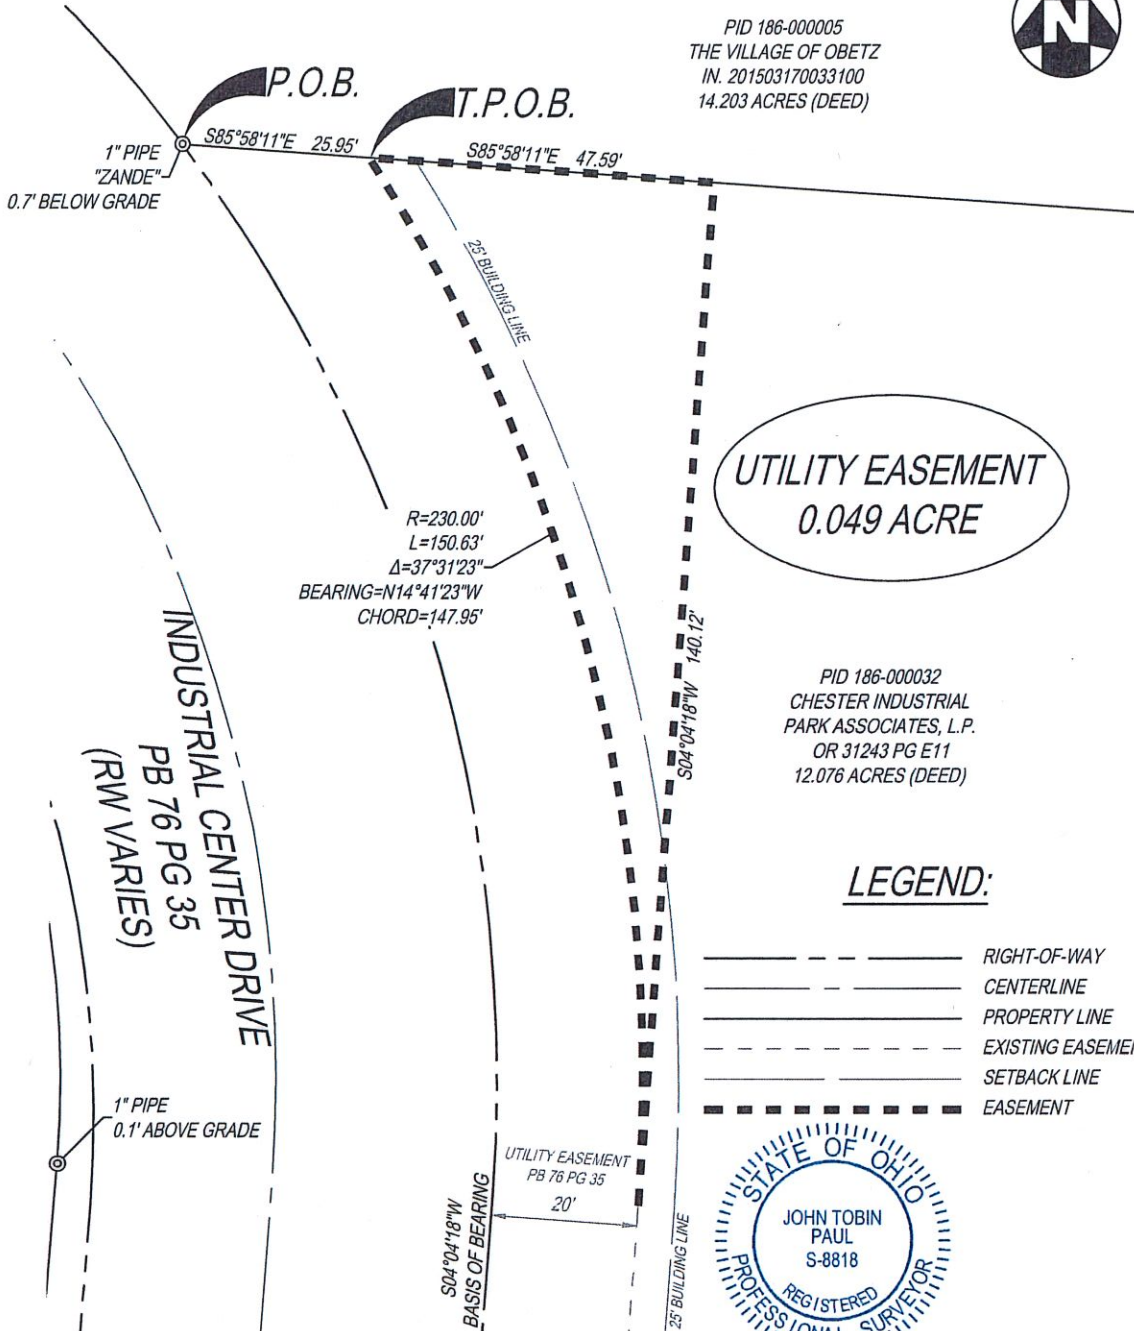 N
PID 186-000005
THE VILLAGE OF OBETZ
IN. 201503170033100
14.203 ACRES (DEED)
P.O.B.
T.P.O.B.
S85°58'11"E 25.95'
S85°58'11"E 47.59'
1" PIPE
"ZANDE"
0.7' BELOW GRADE
25' BUILDING LINE
UTILITY EASEMENT
0.049 ACRE
R=230.00'
L=150.63'
Δ=37°31'23"
BEARING=N14°41'23"W
CHORD=147.95'
S04°04'18"W 140.12'
INDUSTRIAL CENTER DRIVE
PB 76 PG 35
(RW VARIES)
PID 186-000032
CHESTER INDUSTRIAL
PARK ASSOCIATES, L.P.
OR 31243 PG E11
12.076 ACRES (DEED)
LEGEND:
RIGHT-OF-WAY
CENTERLINE
PROPERTY LINE
EXISTING EASEME
SETBACK LINE
EASEMENT
1" PIPE
0.1' ABOVE GRADE
UTILITY EASEMENT
PB 76 PG 35
20'
S04°04'18"W
BASIS OF BEARING
25' BUILDING LINE
STATE OF OHIO
JOHN TOBIN
PAUL
S-8818
REGISTERED
PROFESSIONAL SURVEYOR